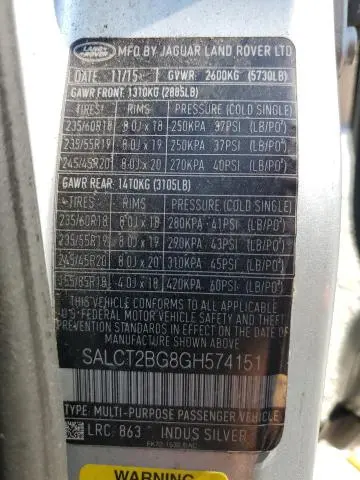 LAND ROVER MFG.BY JAGUAR LAND ROVER LTD
DATE 11/15 GVWR: 2600KG (5730LB)
GAWR FRONT: 1310KG (2885LB)
TIRES RIMS PRESSURE (COLD SINGLE)
235/60R18 8.0J x 18 250KPA 37PSI (LB/PO²)
235/55R19 8.0J x 19 250KPA 37PSI (LB/PO²)
245/45R20 8.0J x 20 270KPA 40PSI (LB/PO²)
GAWR REAR: 1410KG (3105LB)
TIRES RIMS PRESSURE (COLD SINGLE)
235/60R18 8.0J x 18 280KPA 41PSI (LB/PO²)
235/55R19 8.0J x 19 290KPA 43PSI (LB/PO²)
245/45R20 8.0J x 20 310KPA 45PSI (LB/PO²)
155/85R18 4.0J x 18 420KPA 60PSI (LB/PO²)
THIS VEHICLE CONFORMS TO ALL APPLICABLE
U.S. FEDERAL MOTOR VEHICLE SAFETY AND
THEFT PREVENTION STANDARDS IN EFFECT
ON THE DATE OF MANUFACTURE SHOWN ABOVE
SALCT2BG8GH574151
TYPE: MULTI-PURPOSE PASSENGER VEHICLE
LRC: 863 INDUS SILVER
WARNING